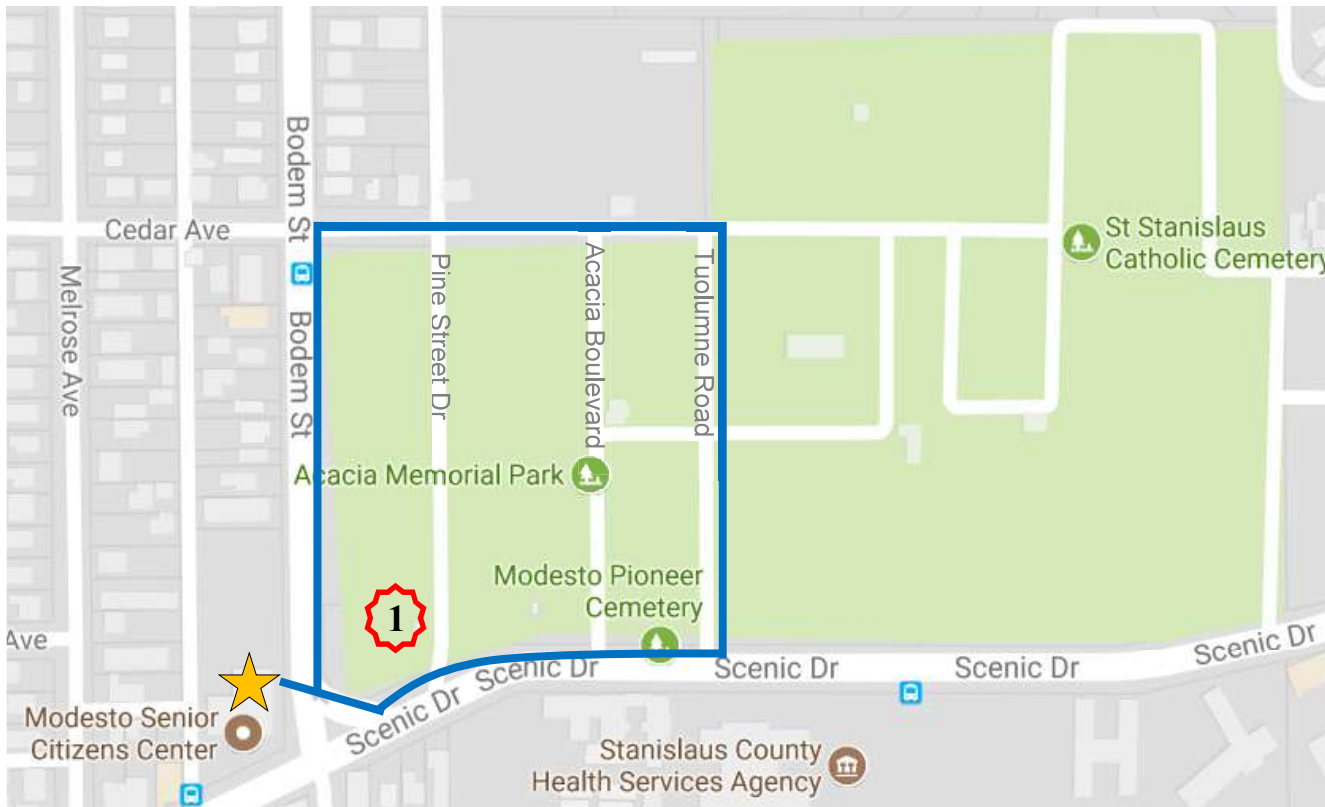 Bodem St
Cedar Ave
St Stanislaus
Catholic Cemetery
Melrose Ave
Bodem St
Pine Street Dr
Acacia Boulevard
Tuolumne Road
Acacia Memorial Park
Modesto Pioneer
Cemetery
1
Ave
Scenic Dr
Scenic Dr
Scenic Dr
Scenic Dr
Scenic Dr
Modesto Senior
Citizens Center
Stanislaus County
Health Services Agency